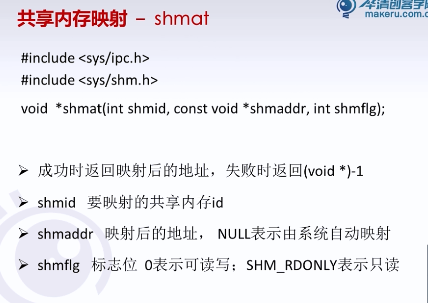 共享内存映射 – shmat
华清创客学院
makeru.com.c
#include <sys/ipc.h>
#include <sys/shm.h>
void *shmat(int shmid, const void *shmaddr, int shmflg);
➢ 成功时返回映射后的地址，失败时返回(void *)-1
➢ shmid 要映射的共享内存id
➢ shmaddr 映射后的地址， NULL表示由系统自动映射
➢ shmflg 标志位 0表示可读写；SHM_RDONLY表示只读